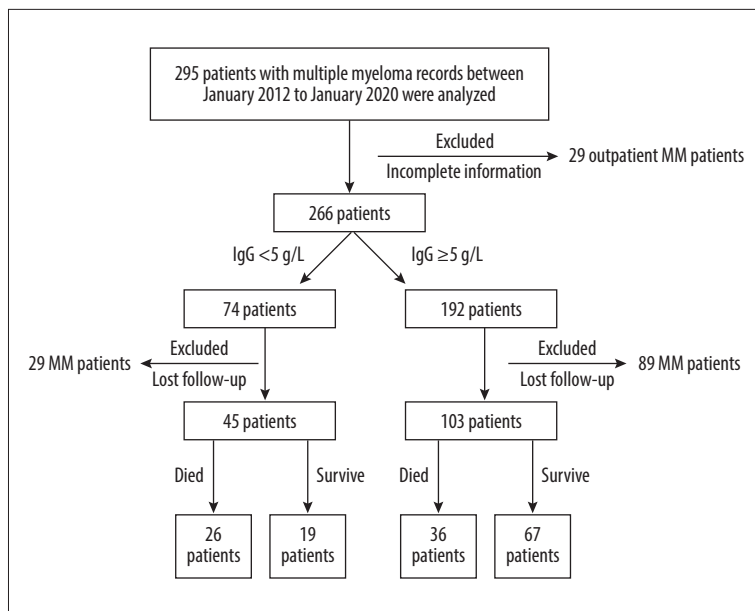 295 patients with multiple myeloma records between
January 2012 to January 2020 were analyzed
Excluded
Incomplete information
29 outpatient MM patients
266 patients
IgG <5 g/L
IgG ≥5 g/L
74 patients
192 patients
29 MM patients
Excluded
Lost follow-up
Excluded
Lost follow-up
89 MM patients
45 patients
103 patients
Died
Survive
Died
Survive
26
patients
19
patients
36
patients
67
patients